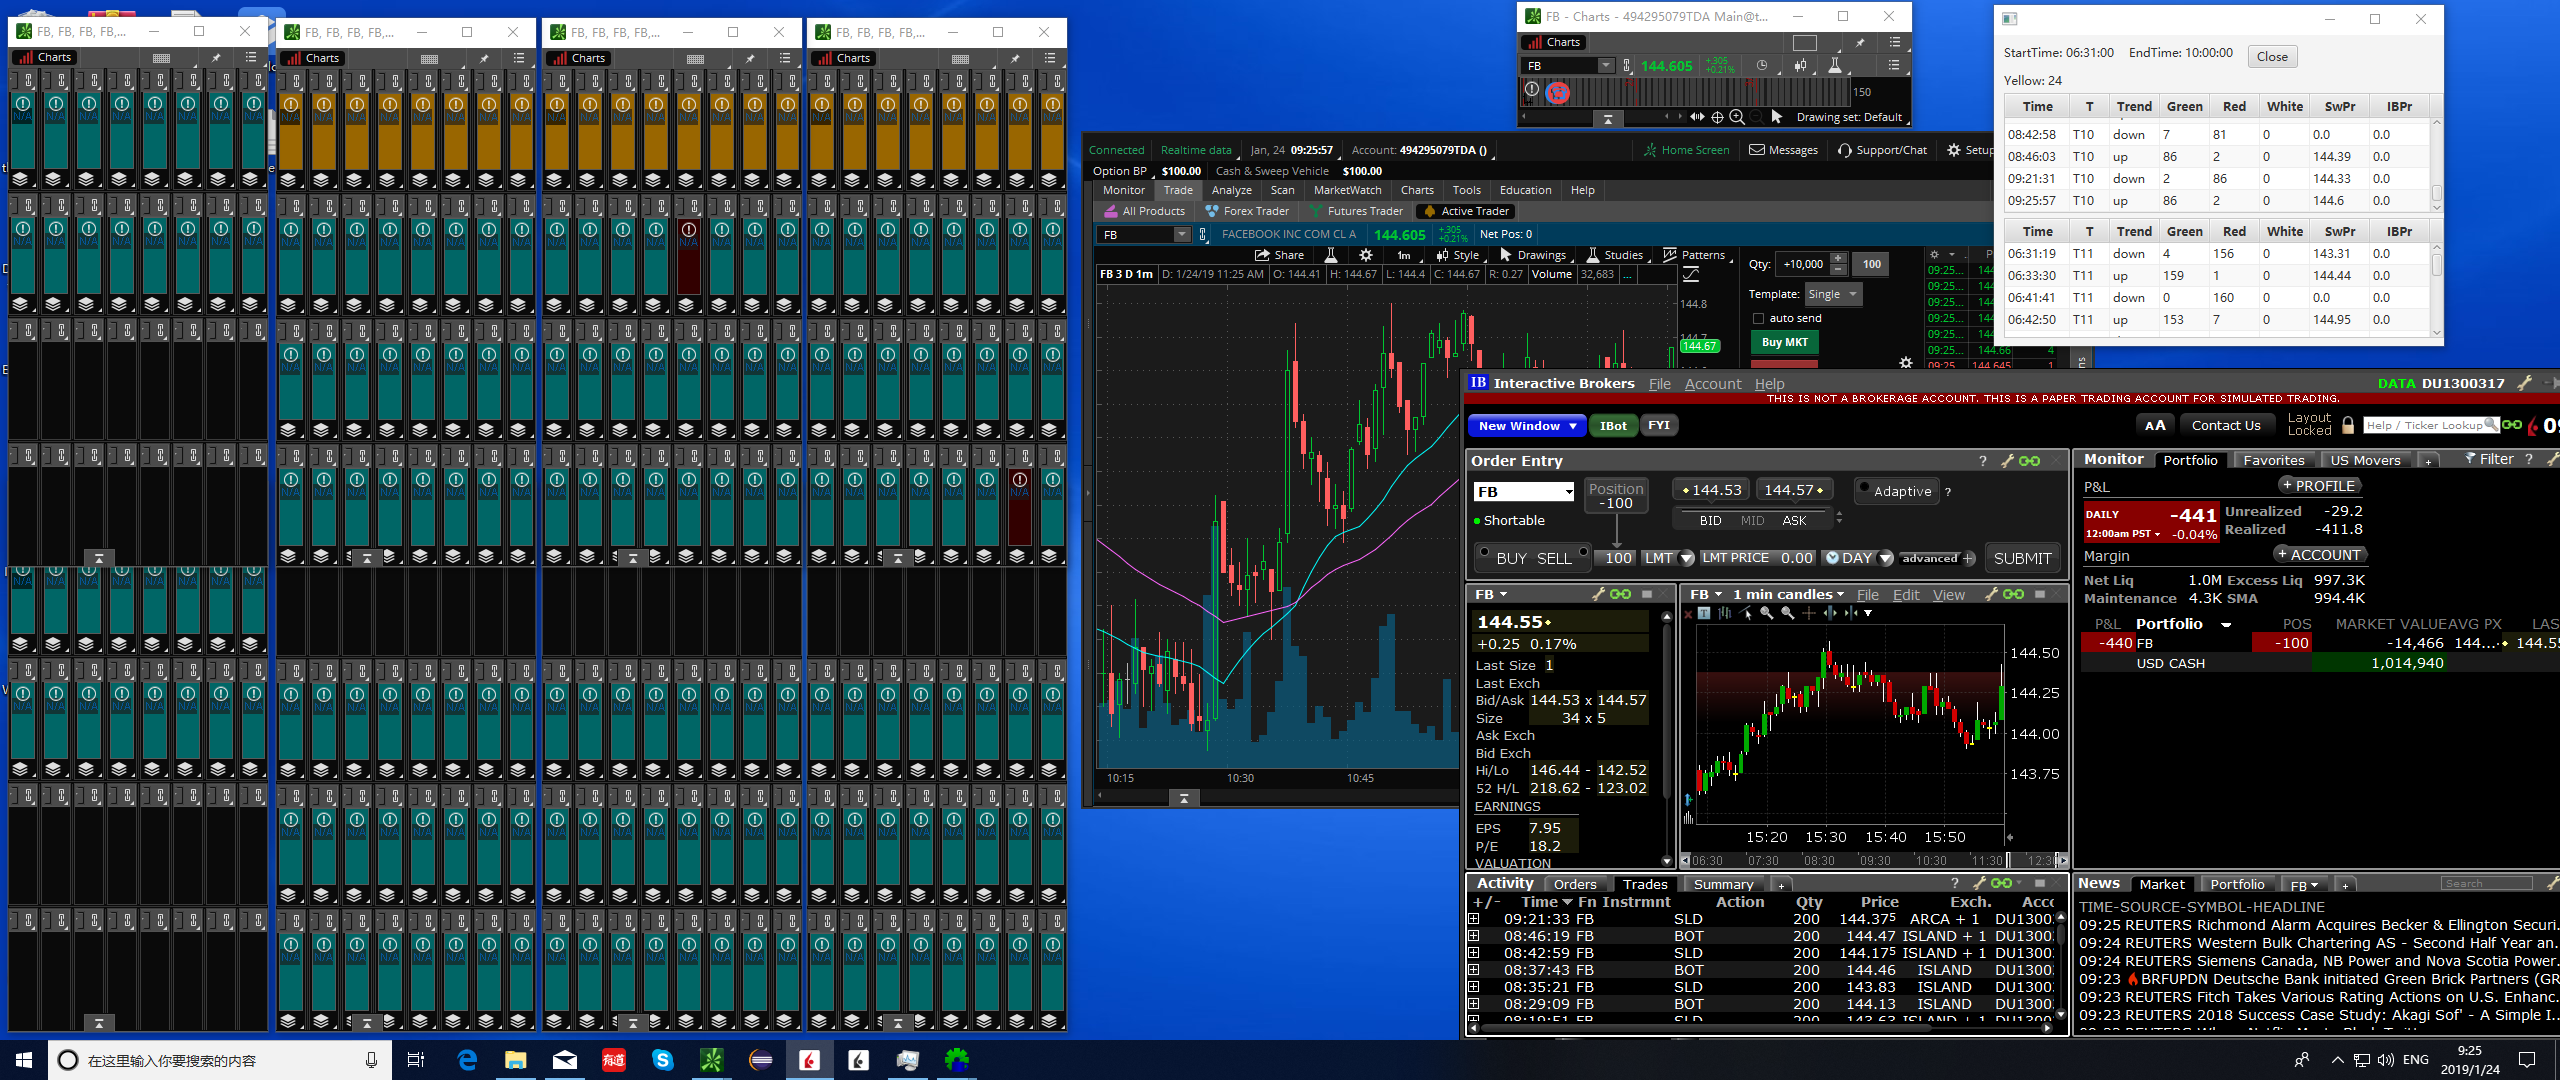 FB, FB, FB, FB,...
Charts
FB, FB, FB, FB,...
Charts
FB, FB, FB, FB,...
Charts
FB, FB, FB, FB,...
Charts
N/A
FB - Charts - 494295079TDA Main@t...
Charts
FB
144.605
+.305
+0.21%
150
Drawing set: Default
StartTime: 06:31:00 EndTime: 10:00:00 Close
Yellow: 24
Time T Trend Green Red White SwPr IBPr
08:42:58 T10 down 7 81 0 0.0 0.0
08:46:03 T10 up 86 2 0 144.39 0.0
09:21:31 T10 down 2 86 0 144.33 0.0
09:25:57 T10 up 86 2 0 144.6 0.0
Time T Trend Green Red White SwPr IBPr
06:31:19 T11 down 4 156 0 143.31 0.0
06:33:30 T11 up 159 1 0 144.44 0.0
06:41:41 T11 down 0 160 0 0.0 0.0
06:42:50 T11 up 153 7 0 144.95 0.0
Connected Realtime data Jan, 24 09:25:57 Account: 494295079TDA () Home Screen Messages Support/Chat Setup
Option BP $100.00 Cash & Sweep Vehicle $100.00
Monitor Trade Analyze Scan MarketWatch Charts Tools Education Help
All Products Forex Trader Futures Trader Active Trader
FB FACEBOOK INC COM CL A 144.605 +.305 +0.21% Net Pos: 0
Share 1m Style Drawings Studies Patterns
FB 3 D 1m D: 1/24/19 11:25 AM O: 144.41 H: 144.67 L: 144.4 C: 144.67 R: 0.27 Volume 32,683 ...
144.8
144.7
144.67
10:15 10:30 10:45
Qty: +10,000 100
Template: Single
auto send
Buy MKT
09:25...
144.66 4
144.645 1
IB Interactive Brokers File Account Help DATA DU1300317
THIS IS NOT A BROKERAGE ACCOUNT. THIS IS A PAPER TRADING ACCOUNT FOR SIMULATED TRADING.
New Window IBot FYI AA Contact Us Layout Locked Help / Ticker Lookup
Order Entry
FB Position -100 144.53 144.57 Adaptive ?
Shortable BID MID ASK
BUY SELL 100 LMT LMT PRICE 0.00 DAY advanced + SUBMIT
FB
144.55
+0.25 0.17%
Last Size 1
Last Exch
Bid/Ask 144.53 x 144.57
Size 34 x 5
Ask Exch
Bid Exch
Hi/Lo 146.44 - 142.52
52 H/L 218.62 - 123.02
EARNINGS
EPS 7.95
P/E 18.2
VALUATION
FB 1 min candles File Edit View
144.50
144.25
144.00
143.75
15:20 15:30 15:40 15:50
06:30 07:30 08:30 09:30 10:30 11:30 12:30
Monitor Portfolio Favorites US Movers + Filter ?
P&L + PROFILE
DAILY -441 Unrealized -29.2
12:00am PST -0.04% Realized -411.8
Margin + ACCOUNT
Net Liq 1.0M Excess Liq 997.3K
Maintenance 4.3K SMA 994.4K
P&L Portfolio POS MARKET VALUE AVG PX LAS
-440 FB -100 -14,466 144... 144.55
USD CASH 1,014,940
Activity Orders Trades Summary +
+/- Time Fn Instrmnt Action Qty Price Exch. Acco
09:21:33 FB SLD 200 144.375 ARCA + 1 DU1300
08:46:19 FB BOT 200 144.47 ISLAND + 1 DU1300
08:42:59 FB SLD 200 144.175 ISLAND + 1 DU1300
08:37:43 FB BOT 200 144.46 ISLAND DU1300
08:35:21 FB SLD 200 143.83 ISLAND DU1300
08:29:09 FB BOT 200 144.13 ISLAND DU1300
08:19:51 FB SLD 200 143.63 ISLAND + 1
News Market Portfolio FB + Search
TIME-SOURCE-SYMBOL-HEADLINE
09:25 REUTERS Richmond Alarm Acquires Becker & Ellington Securi...
09:24 REUTERS Western Bulk Chartering AS - Second Half Year an...
09:24 REUTERS Siemens Canada, NB Power and Nova Scotia Power...
09:23 BRFUPDN Deutsche Bank initiated Green Brick Partners (GR
09:23 REUTERS Fitch Takes Various Rating Actions on U.S. Enhanc...
09:23 REUTERS 2018 Success Case Study: Akagi Sof' - A Simple I...
在这里输入你要搜索的内容
有道
ENG
9:25
2019/1/24